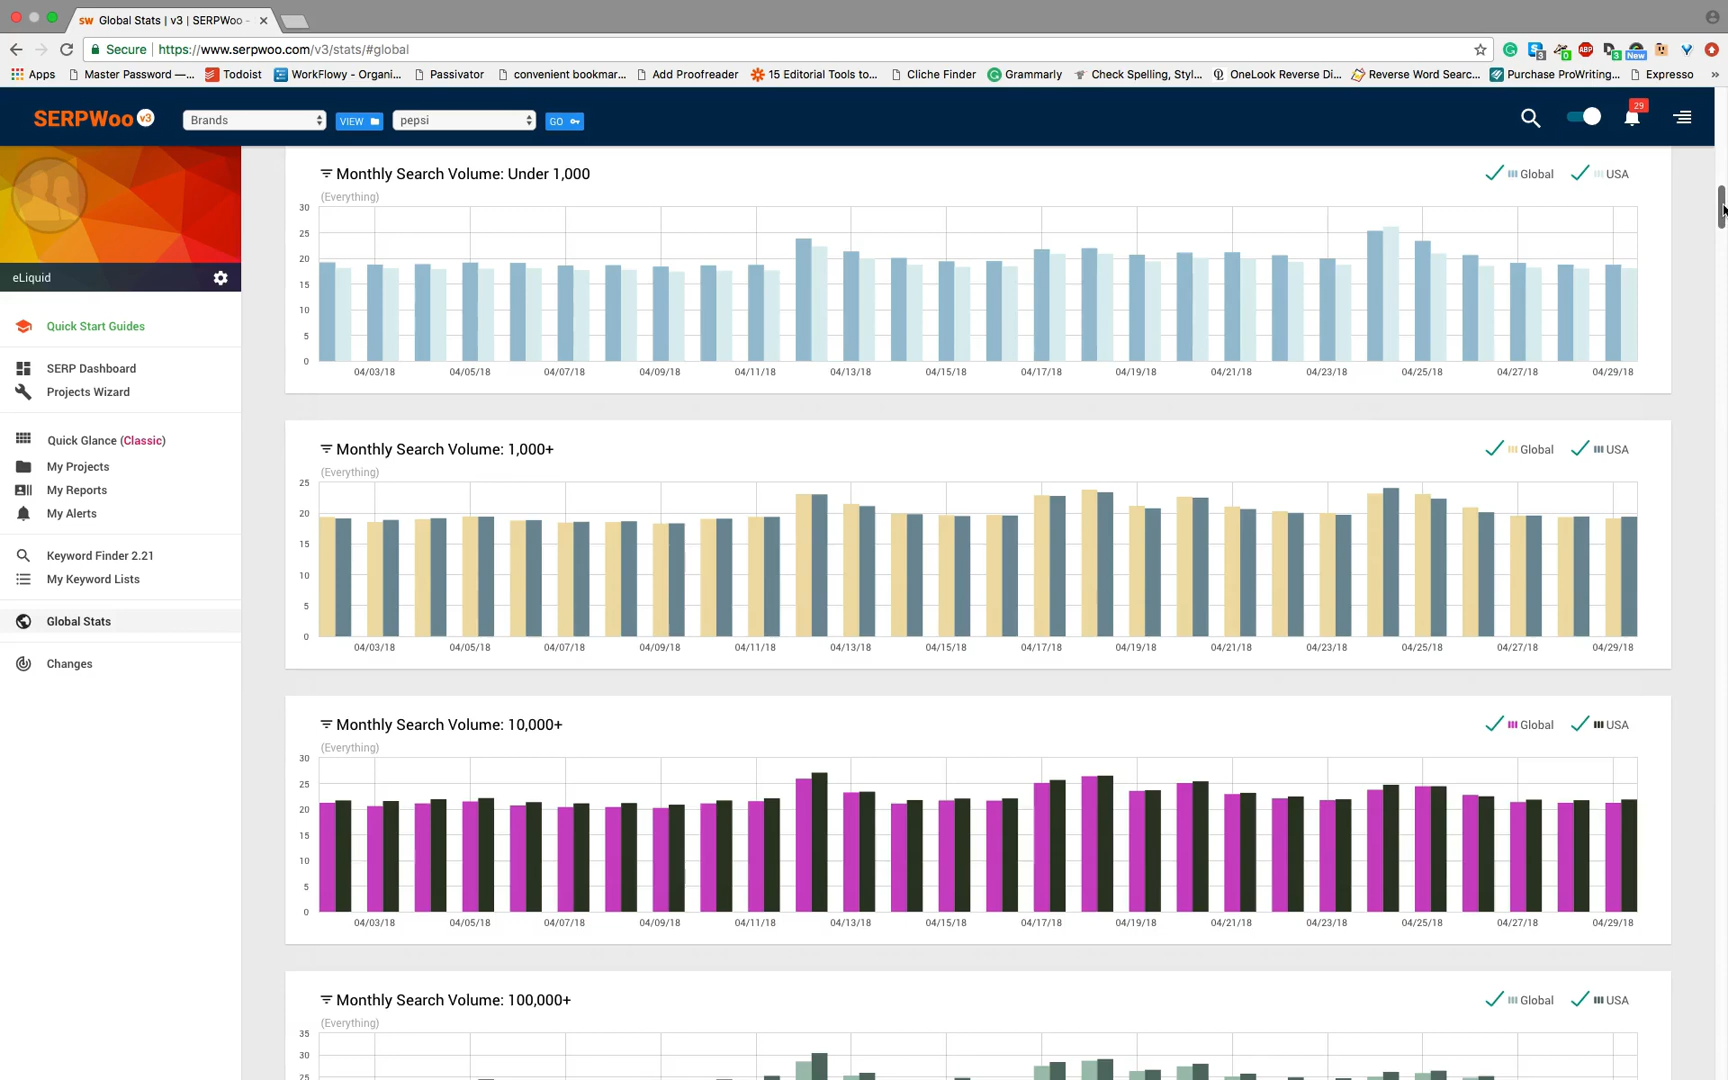 SW Global Stats | v3 | SERPWoo -
Secure https://www.serpwoo.com/v3/stats/#global
Apps Master Password —... Todoist WorkFlowy - Organi... Passivator convenient bookmar... Add Proofreader 15 Editorial Tools to... Cliche Finder Grammarly Check Spelling, Styl... OneLook Reverse Di... Reverse Word Searc... Purchase ProWriting... Expresso »
SERPWoo v3 Brands VIEW pepsi GO 29
eLiquid
Quick Start Guides
SERP Dashboard
Projects Wizard
Quick Glance (Classic)
My Projects
My Reports
My Alerts
Keyword Finder 2.21
My Keyword Lists
Global Stats
Changes
Monthly Search Volume: Under 1,000 Global USA
(Everything)
30
25
20
15
10
5
0
04/03/18 04/05/18 04/07/18 04/09/18 04/11/18 04/13/18 04/15/18 04/17/18 04/19/18 04/21/18 04/23/18 04/25/18 04/27/18 04/29/18
Monthly Search Volume: 1,000+ Global USA
(Everything)
25
20
15
10
5
0
04/03/18 04/05/18 04/07/18 04/09/18 04/11/18 04/13/18 04/15/18 04/17/18 04/19/18 04/21/18 04/23/18 04/25/18 04/27/18 04/29/18
Monthly Search Volume: 10,000+ Global USA
(Everything)
30
25
20
15
10
5
0
04/03/18 04/05/18 04/07/18 04/09/18 04/11/18 04/13/18 04/15/18 04/17/18 04/19/18 04/21/18 04/23/18 04/25/18 04/27/18 04/29/18
Monthly Search Volume: 100,000+ Global USA
(Everything)
35
30
25